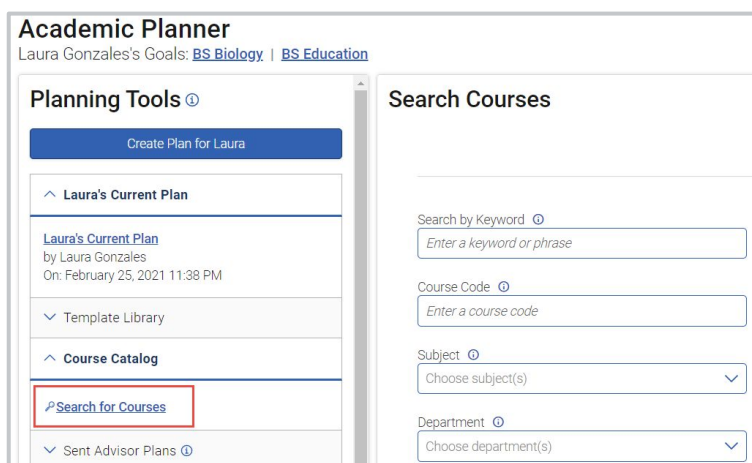 Academic Planner
Laura Gonzales's Goals: BS Biology | BS Education
Planning Tools
Create Plan for Laura
Laura's Current Plan
Laura's Current Plan
by Laura Gonzales
On: February 25, 2021 11:38 PM
Template Library
Course Catalog
Search for Courses
Sent Advisor Plans
Search Courses
Search by Keyword
Enter a keyword or phrase
Course Code
Enter a course code
Subject
Choose subject(s)
Department
Choose department(s)